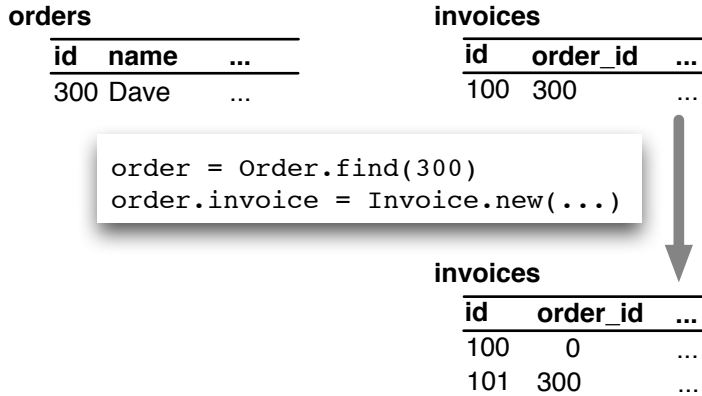 orders
id name ...
300 Dave ...
invoices
id order_id ...
100 300 ...
order = Order.find(300)
order.invoice = Invoice.new(...)
invoices
id order_id ...
100 0 ...
101 300 ...